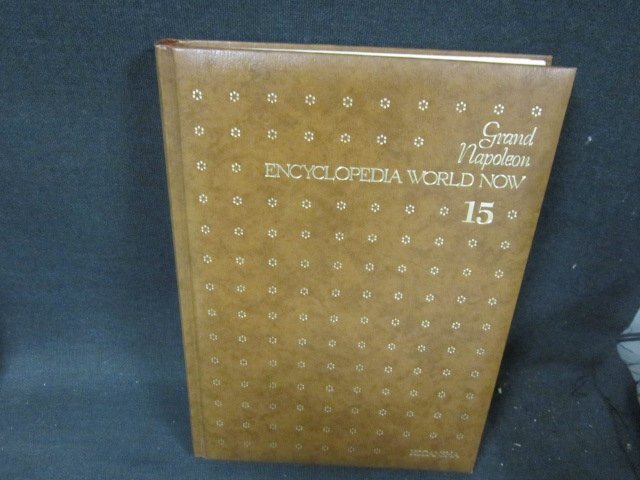 Grand
Napoleon
ENCYCLOPEDIA WORLD NOW
15